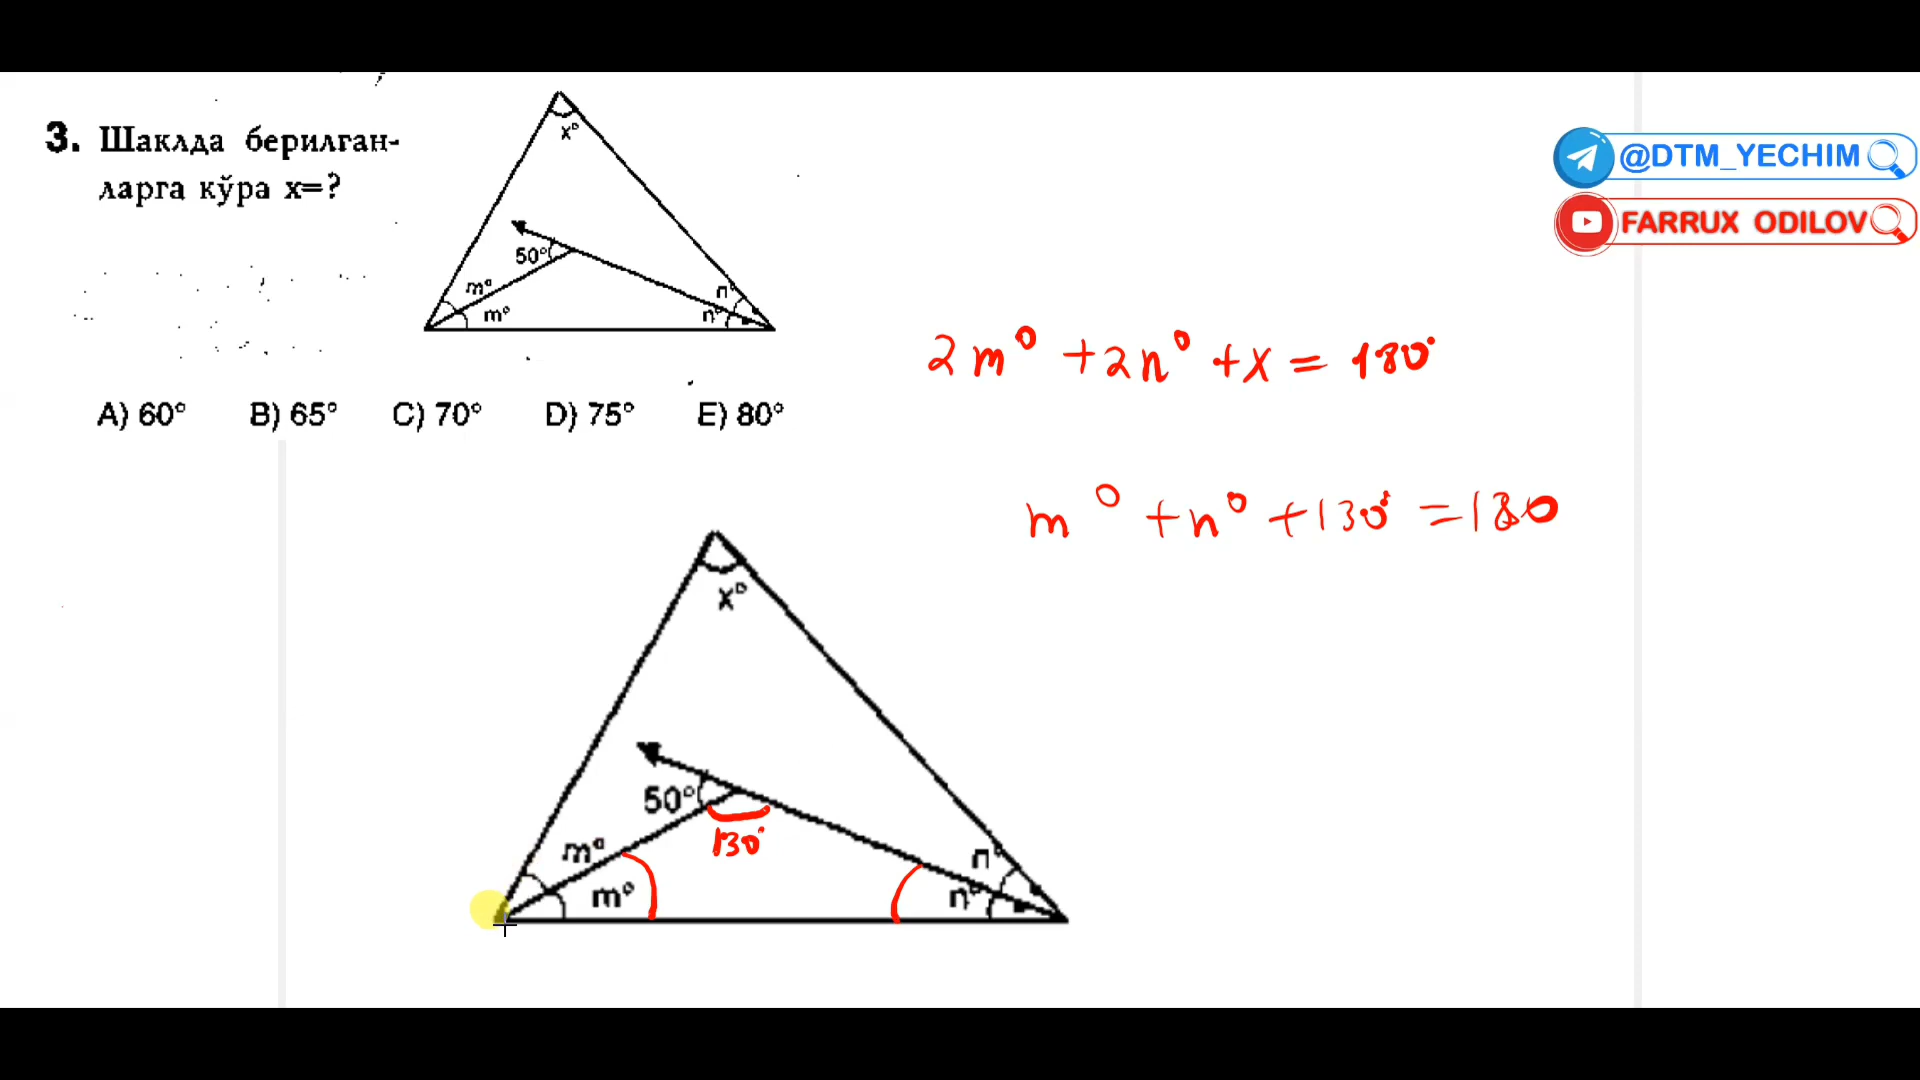 3. Шаклда берилган-
ларга кўра x=?
x°
50°
m°
m°
n°
n°
A) 60° B) 65° C) 70° D) 75° E) 80°
@DTM_YECHIM
FARRUX ODILOV
2m° + 2n° + x = 180°
m° + n° + 130° = 180
x°
50°
130°
m°
m°
n°
n°